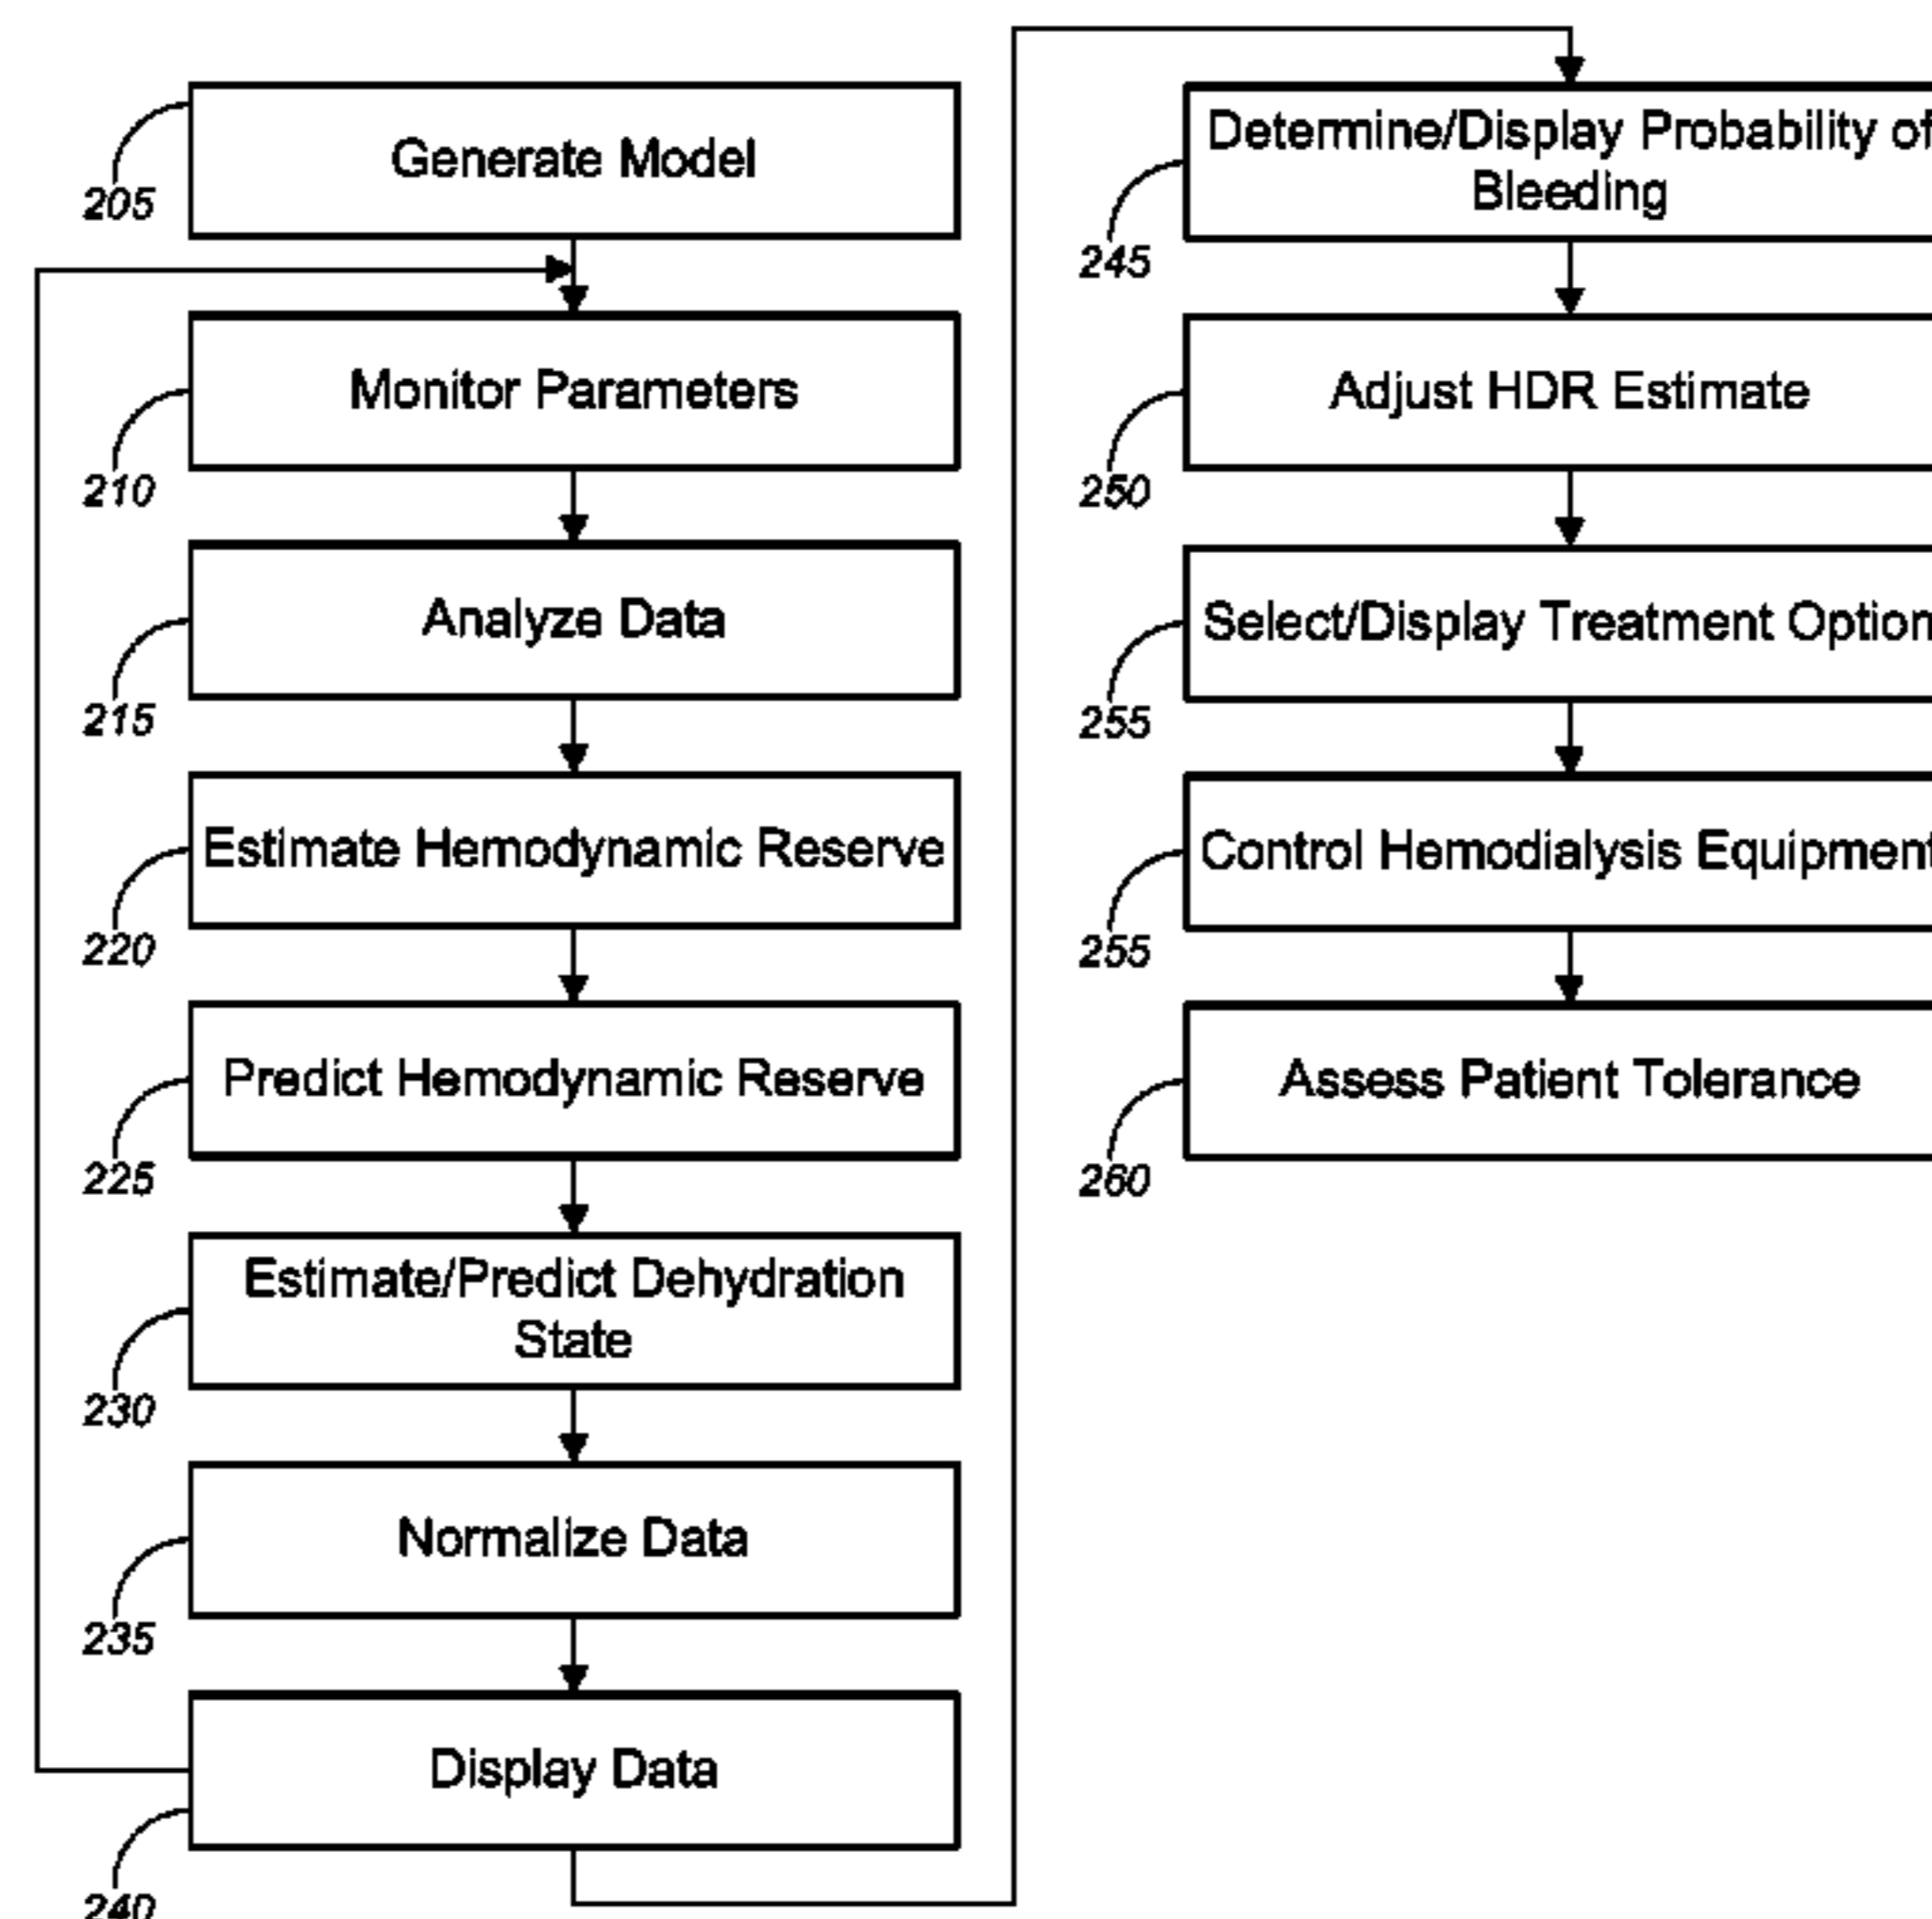 Generate Model
205
Monitor Parameters
210
Analyze Data
215
Estimate Hemodynamic Reserve
220
Predict Hemodynamic Reserve
225
Estimate/Predict Dehydration
State
230
Normalize Data
235
Display Data
240
Determine/Display Probability of
Bleeding
245
Adjust HDR Estimate
250
Select/Display Treatment Option
255
Control Hemodialysis Equipment
255
Assess Patient Tolerance
260